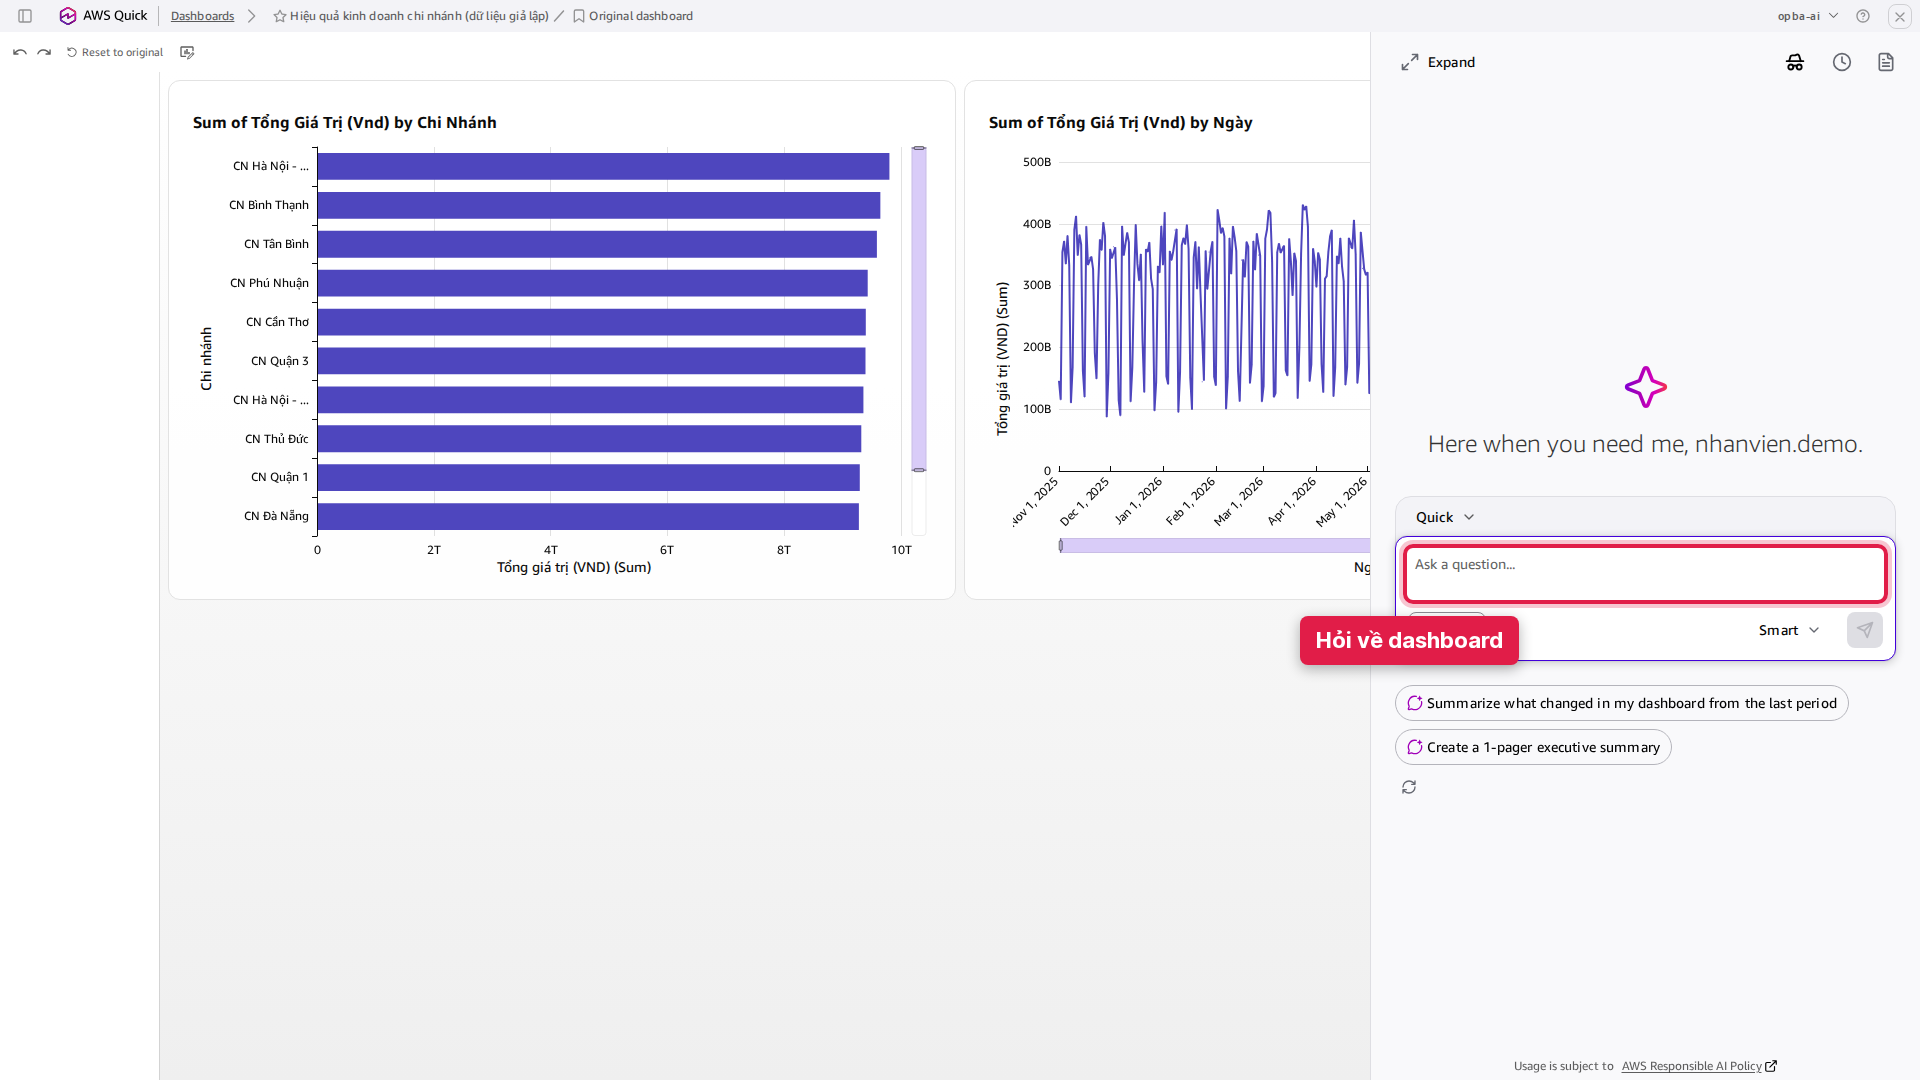 AWS Quick
Dashboards
Hiệu quả kinh doanh chi nhánh (dữ liệu giả lập)
Original dashboard
opba-ai
Reset to original
Expand
Sum of Tổng Giá Trị (Vnd) by Chi Nhánh
CN Hà Nội - ...
CN Bình Thạnh
CN Tân Bình
CN Phú Nhuận
CN Cần Thơ
CN Quận 3
CN Hà Nội - ...
CN Thủ Đức
CN Quận 1
CN Đà Nẵng
Chi nhánh
0 2T 4T 6T 8T 10T
Tổng giá trị (VND) (Sum)
Sum of Tổng Giá Trị (Vnd) by Ngày
500B
400B
300B
200B
100B
0
Tổng giá trị (VND) (Sum)
Nov 1, 2025
Dec 1, 2025
Jan 1, 2026
Feb 1, 2026
Mar 1, 2026
Apr 1, 2026
May 1, 2026
Ng
Here when you need me, nhanvien.demo.
Quick
Ask a question...
Hỏi về dashboard
Smart
Summarize what changed in my dashboard from the last period
Create a 1-pager executive summary
Usage is subject to AWS Responsible AI Policy